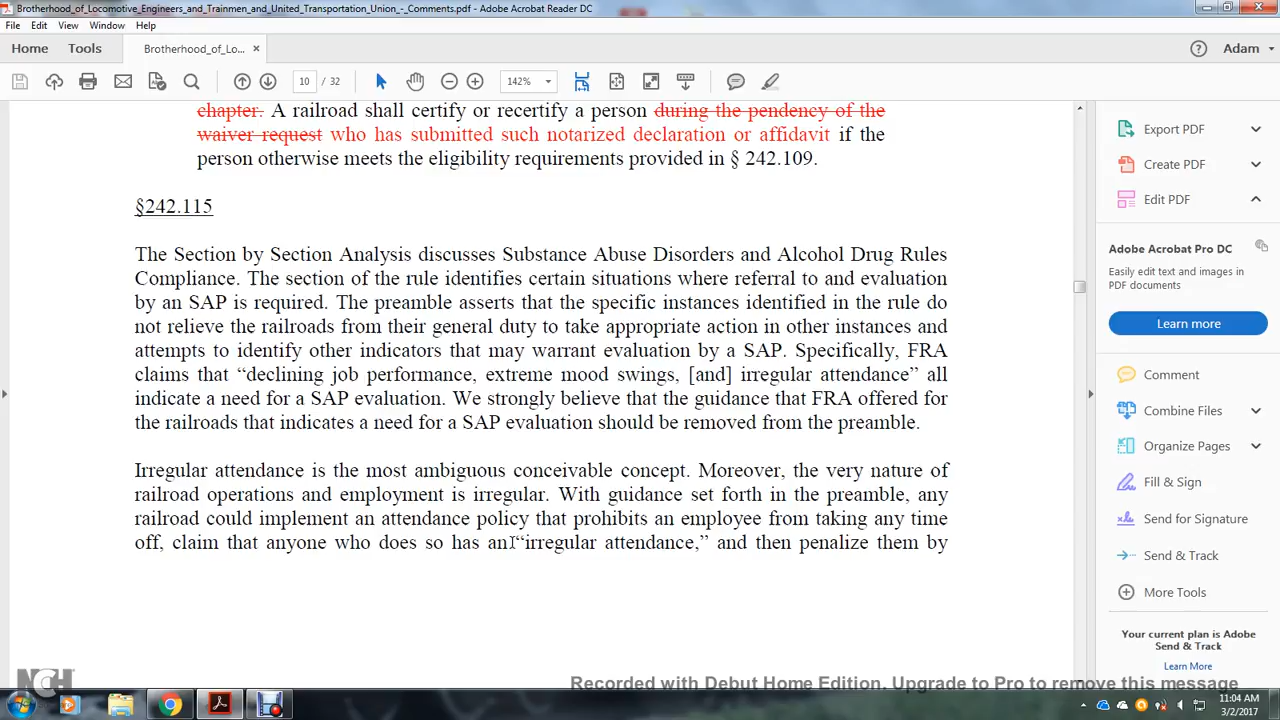 Brotherhood_of_Locomotive_Engineers_and_Trainmen_and_United_Transportation_Union_-_Comments.pdf - Adobe Acrobat Reader DC
File Edit View Window Help
Home Tools Brotherhood_of_Lo... × Adam
10 / 32 142%
chapter. A railroad shall certify or recertify a person during the pendency of the
waiver request who has submitted such notarized declaration or affidavit if the
person otherwise meets the eligibility requirements provided in § 242.109.
§242.115
The Section by Section Analysis discusses Substance Abuse Disorders and Alcohol Drug Rules
Compliance. The section of the rule identifies certain situations where referral to and evaluation
by an SAP is required. The preamble asserts that the specific instances identified in the rule do
not relieve the railroads from their general duty to take appropriate action in other instances and
attempts to identify other indicators that may warrant evaluation by a SAP. Specifically, FRA
claims that “declining job performance, extreme mood swings, [and] irregular attendance” all
indicate a need for a SAP evaluation. We strongly believe that the guidance that FRA offered for
the railroads that indicates a need for a SAP evaluation should be removed from the preamble.
Irregular attendance is the most ambiguous conceivable concept. Moreover, the very nature of
railroad operations and employment is irregular. With guidance set forth in the preamble, any
railroad could implement an attendance policy that prohibits an employee from taking any time
off, claim that anyone who does so has an “irregular attendance,” and then penalize them by
Export PDF
Create PDF
Edit PDF
Adobe Acrobat Pro DC
Easily edit text and images in
PDF documents
Learn more
Comment
Combine Files
Organize Pages
Fill & Sign
Send for Signature
Send & Track
More Tools
Your current plan is Adobe
Send & Track
Learn More
NCH
Recorded with Debut Home Edition. Upgrade to Pro to remove this message
11:04 AM
3/2/2017